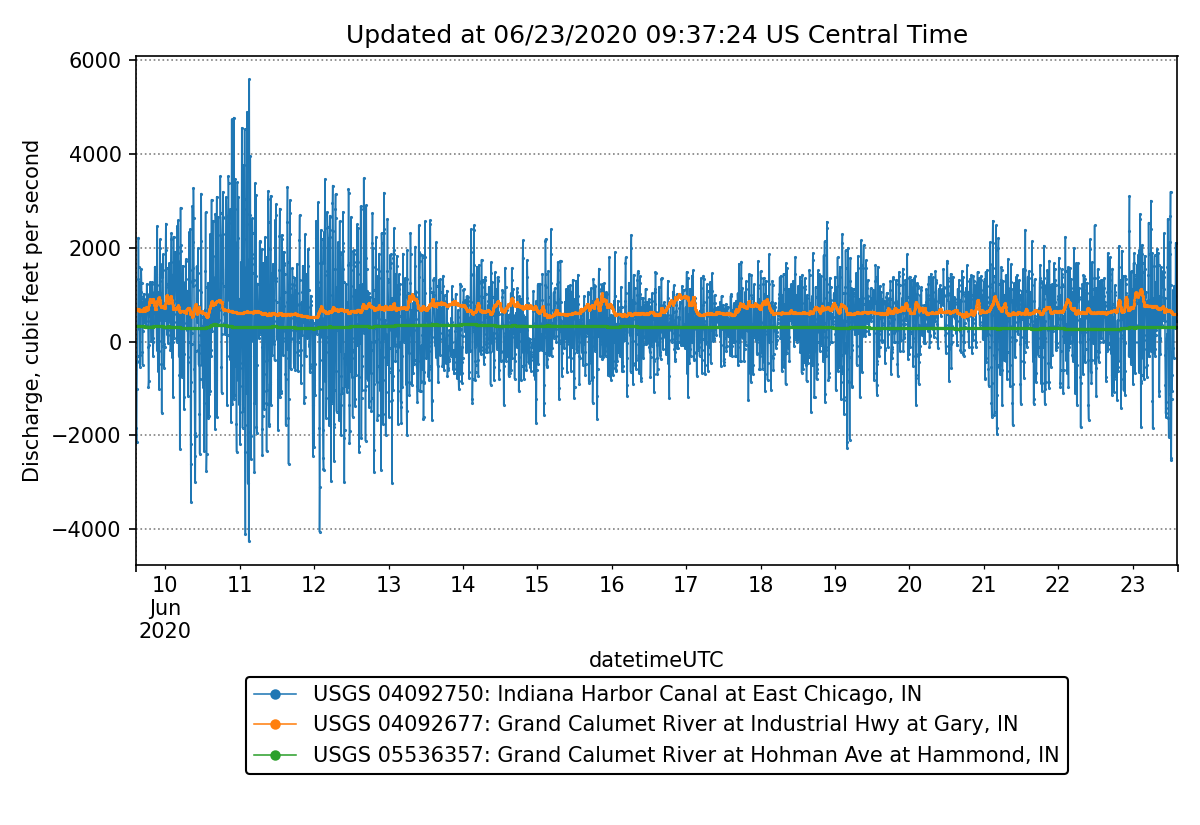 Updated at 06/23/2020 09:37:24 US Central Time
Discharge, cubic feet per second
6000
4000
2000
0
−2000
−4000
10 11 12 13 14 15 16 17 18 19 20 21 22 23
Jun
2020
datetimeUTC
USGS 04092750: Indiana Harbor Canal at East Chicago, IN
USGS 04092677: Grand Calumet River at Industrial Hwy at Gary, IN
USGS 05536357: Grand Calumet River at Hohman Ave at Hammond, IN